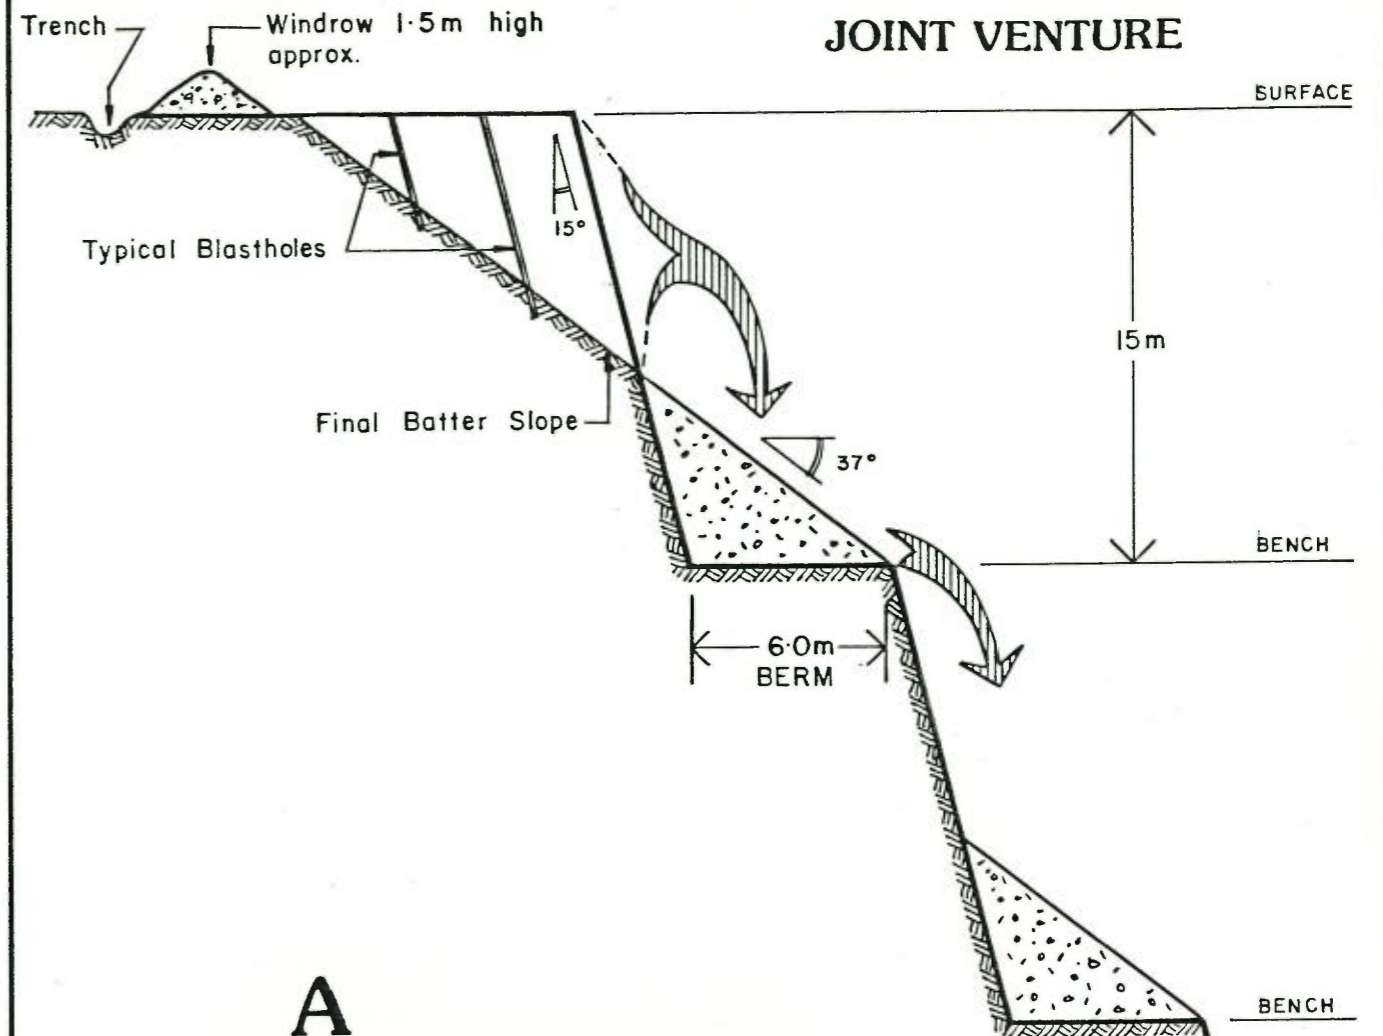 Trench
Windrow 1·5m high
approx.
JOINT VENTURE
SURFACE
15°
Typical Blastholes
15m
Final Batter Slope
37°
BENCH
6·0m
BERM
A
BENCH